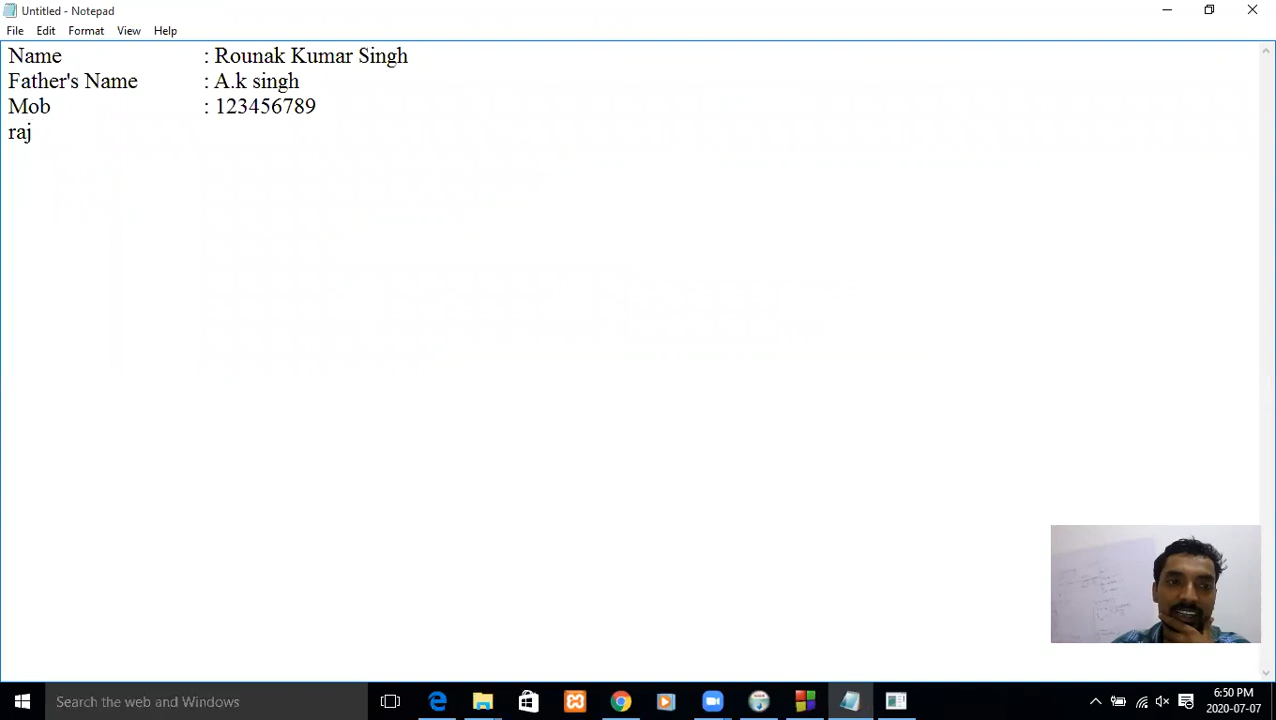 Untitled - Notepad
File Edit Format View Help
Name : Rounak Kumar Singh
Father's Name : A.k singh
Mob : 123456789
raj
Search the web and Windows
6:50 PM
2020-07-07